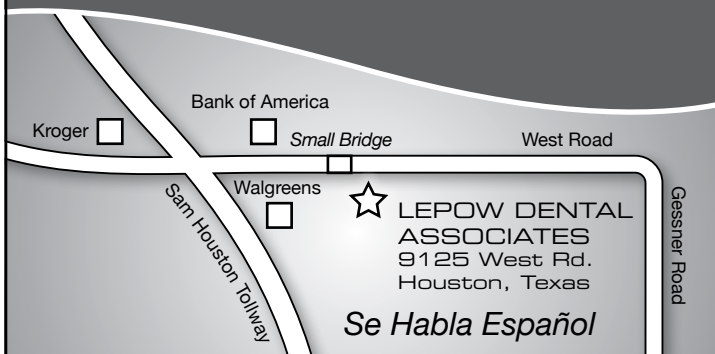 Bank of America
Kroger
Small Bridge
West Road
Walgreens
Sam Houston Tollway
Gessner Road
LEPOW DENTAL
ASSOCIATES
9125 West Rd.
Houston, Texas
Se Habla Español